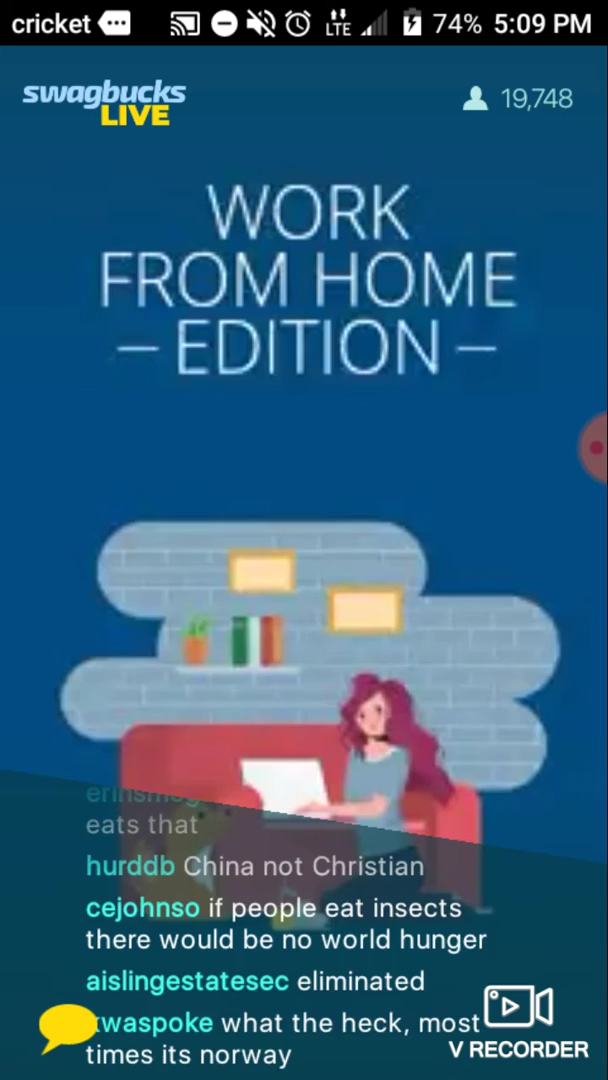 cricket
LTE 74% 5:09 PM
swagbucks
LIVE
19,748
WORK
FROM HOME
– EDITION –
eats that
hurddb China not Christian
cejohnso if people eat insects
there would be no world hunger
aislingestatesec eliminated
waspoke what the heck, most
times its norway
V RECORDER